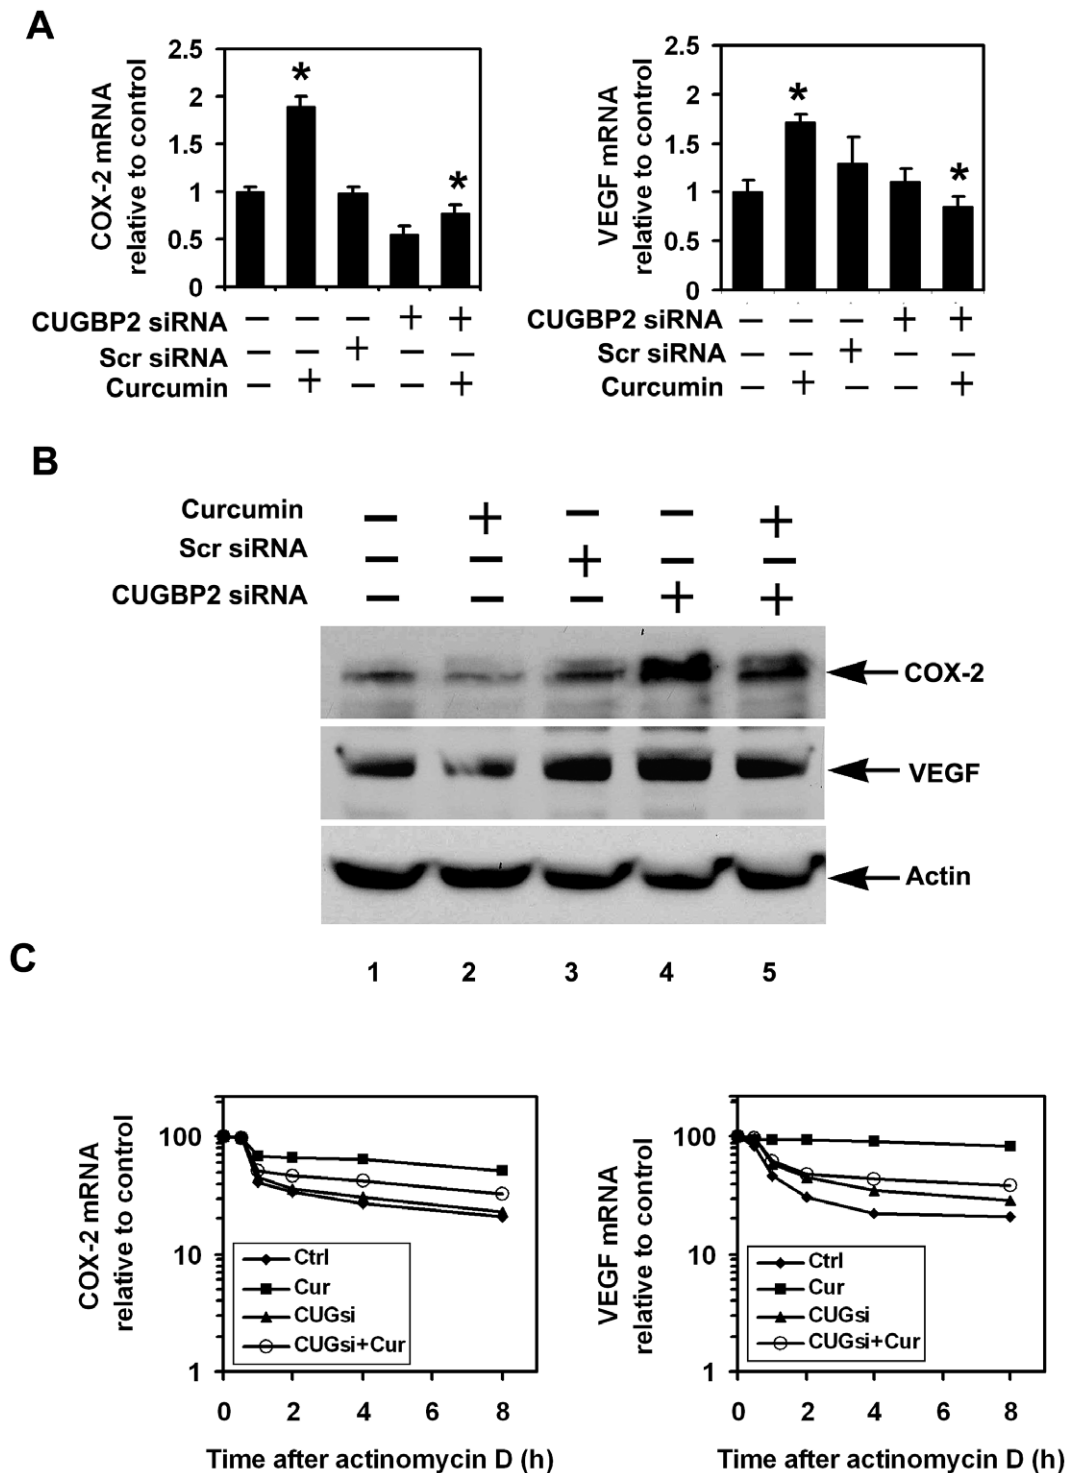 A
2.5
2
1.5
1
0.5
0
COX-2 mRNA
relative to control
*
*
CUGBP2 siRNA – – – + +
Scr siRNA – – + – –
Curcumin – + – – +
2.5
2
1.5
1
0.5
0
VEGF mRNA
relative to control
*
*
CUGBP2 siRNA – – – + +
Scr siRNA – – + – –
Curcumin – + – – +
B
Curcumin – + – – +
Scr siRNA – – + – –
CUGBP2 siRNA – – – + +
COX-2
VEGF
Actin
1 2 3 4 5
C
COX-2 mRNA
relative to control
100
10
1
Ctrl
Cur
CUGsi
CUGsi+Cur
0 2 4 6 8
Time after actinomycin D (h)
VEGF mRNA
relative to control
100
10
1
Ctrl
Cur
CUGsi
CUGsi+Cur
0 2 4 6 8
Time after actinomycin D (h)